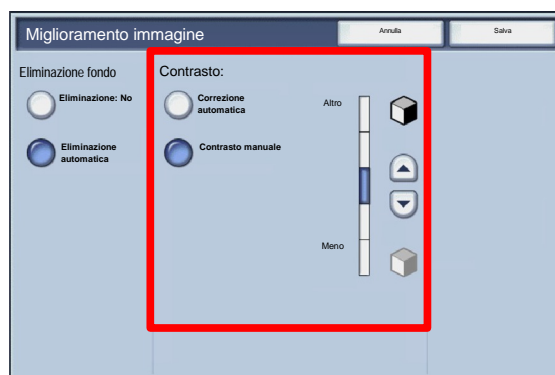 Miglioramento immagine
Annulla
Salva
Eliminazione fondo
Eliminazione: No
Eliminazione
automatica
Contrasto:
Correzione
automatica
Contrasto manuale
Altro
Meno